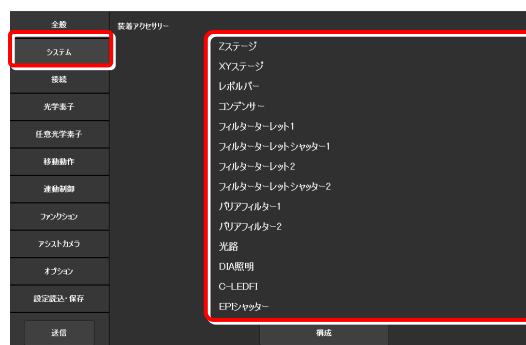 全般
システム
接続
光学素子
任意光学素子
移動動作
連動制御
ファンクション
アシストカメラ
オプション
設定読込・保存
送信
装着アクセサリー
Zステージ
XYステージ
レボルバー
コンデンサー
フィルターターレット1
フィルターターレットシャッター1
フィルターターレット2
フィルターターレットシャッター2
バリアフィルター1
バリアフィルター2
光路
DIA照明
C-LEDFI
EPIシャッター
構成